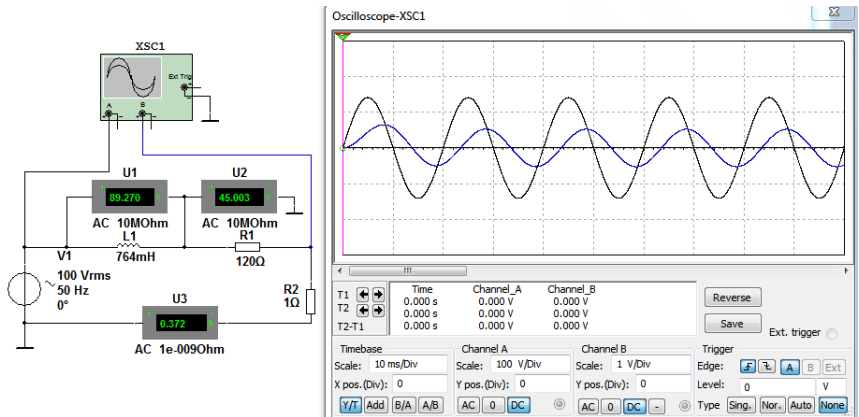 Oscilloscope-XSC1
XSC1
Ext Trig
A
B
U1
89.270
AC 10MOhm
U2
45.003
AC 10MOhm
L1
764mH
R1
120Ω
V1
100 Vrms
50 Hz
0°
U3
0.372
AC 1e-009Ohm
R2
1Ω
Time Channel_A Channel_B
T1 0.000 s 0.000 V 0.000 V
T2 0.000 s 0.000 V 0.000 V
T2-T1 0.000 s 0.000 V 0.000 V
Reverse
Save
Ext. trigger
Timebase
Scale: 10 ms/Div
X pos.(Div): 0
Y/T Add B/A A/B
Channel A
Scale: 100 V/Div
Y pos.(Div): 0
AC 0 DC
Channel B
Scale: 1 V/Div
Y pos.(Div): 0
AC 0 DC -
Trigger
Edge: A B Ext
Level: 0 V
Type Sing. Nor. Auto None